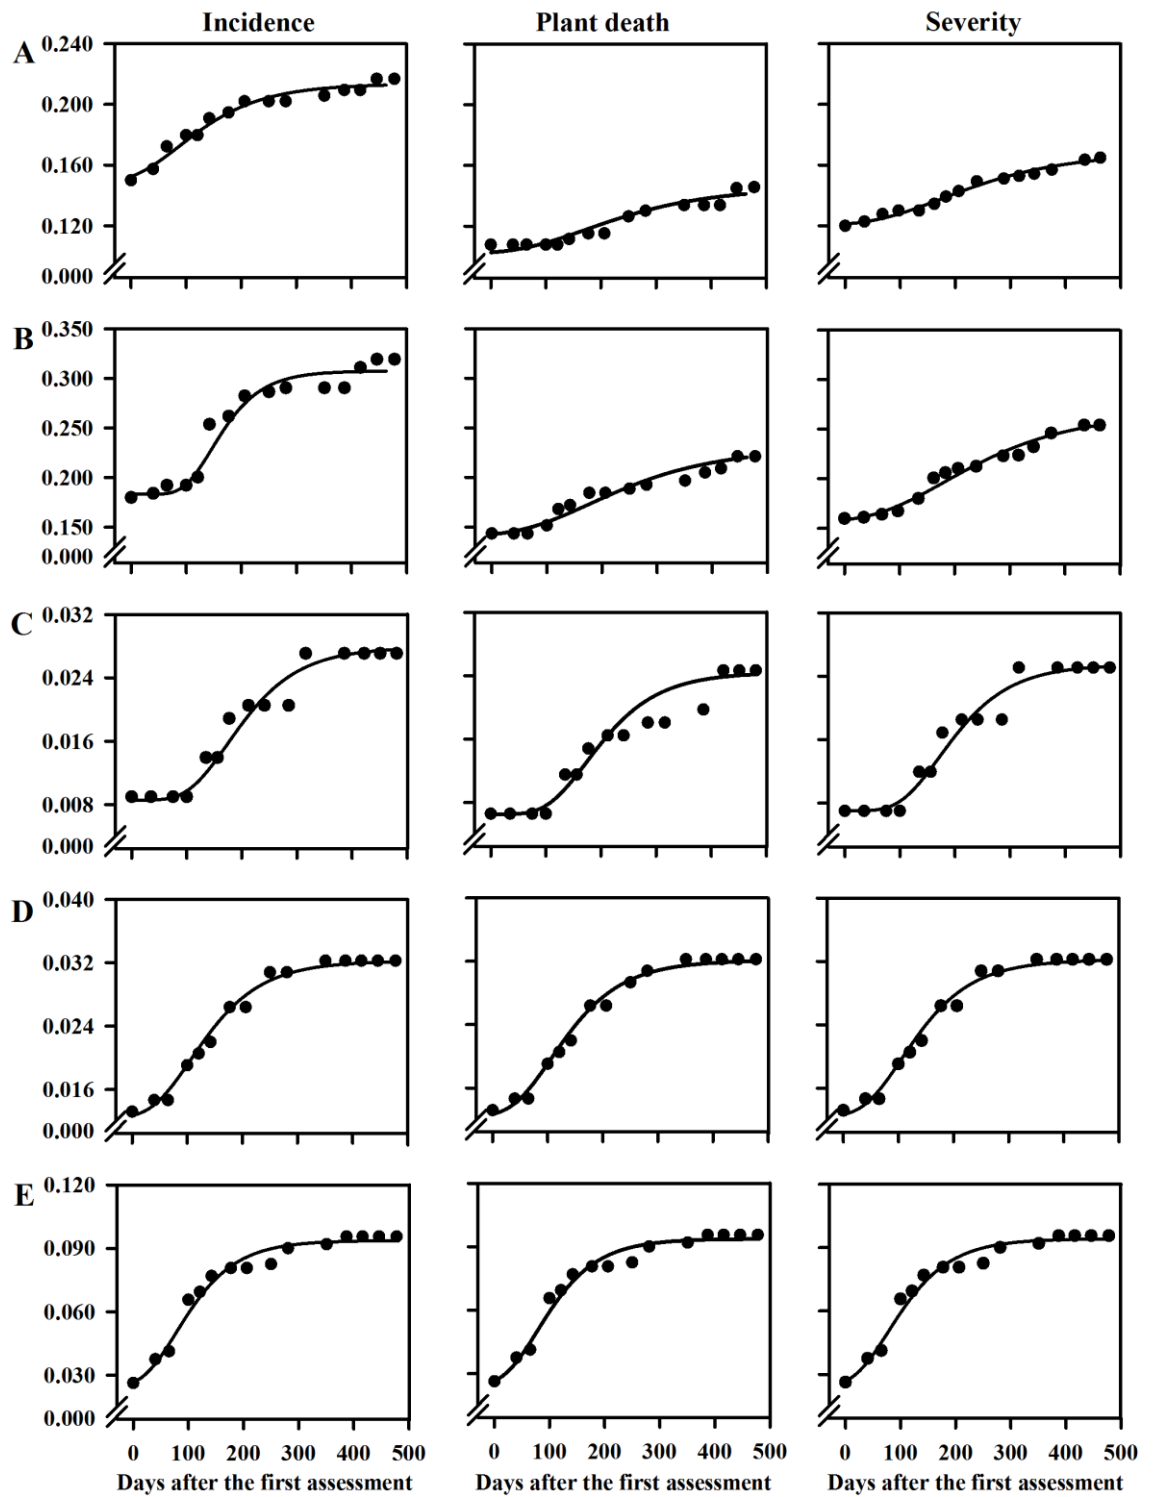 Incidence Plant death Severity
A 0.240
0.200
0.160
0.120
0.000
B 0.350
0.300
0.250
0.200
0.150
0.000
C 0.032
0.024
0.016
0.008
0.000
D 0.040
0.032
0.024
0.016
0.000
E 0.120
0.090
0.060
0.030
0.000
0 100 200 300 400 500 0 100 200 300 400 500 0 100 200 300 400 500
Days after the first assessment Days after the first assessment Days after the first assessment